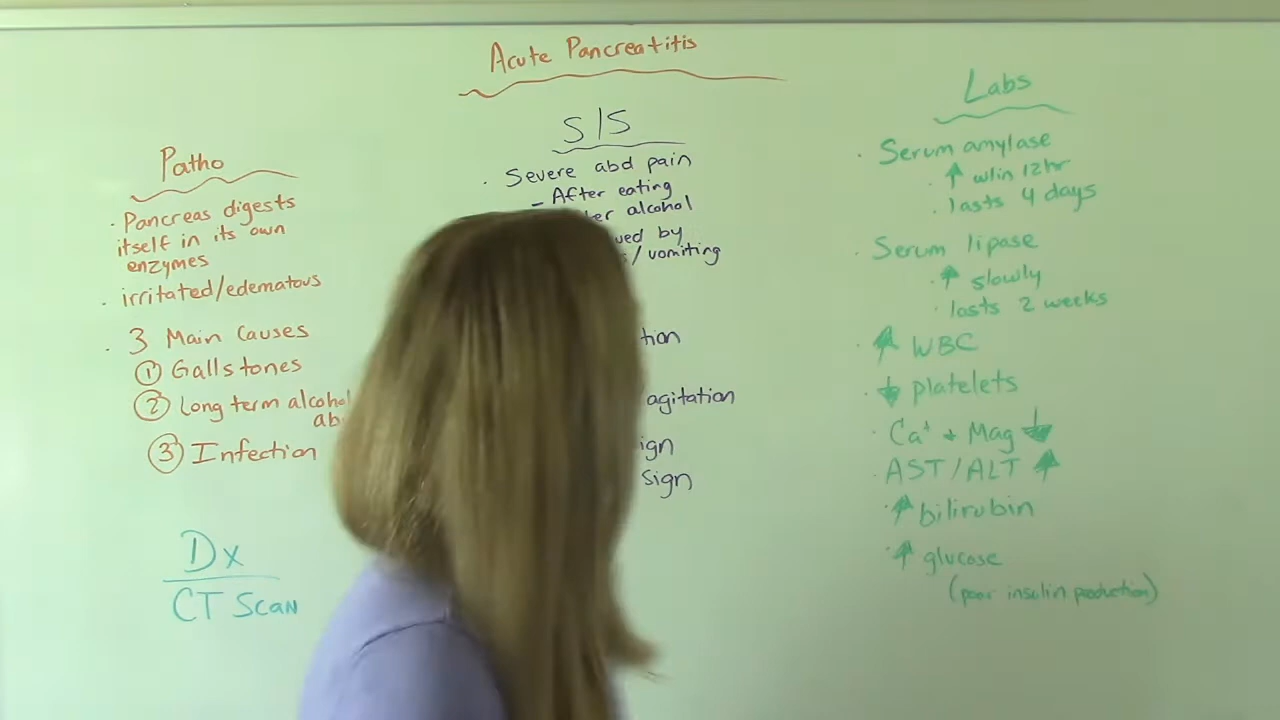 Acute Pancreatitis
Patho
· Pancreas digests
itself in its own
enzymes
· irritated/edematous
· 3 Main Causes
① Gallstones
② Long term alcohol
③ Infection
Dx
CT Scan
S/S
· Severe abd pain
- After eating
alcohol
by
/vomiting
agitation
sign
Labs
· Serum amylase
· ↑ w/in 12hr
· lasts 4 days
· Serum lipase
· ↑ slowly
· lasts 2 weeks
· ↑ WBC
· ↓ platelets
· Ca⁺ + Mag ↓
· AST/ALT ↑
· ↑ bilirubin
· ↑ glucose
(poor insulin production)